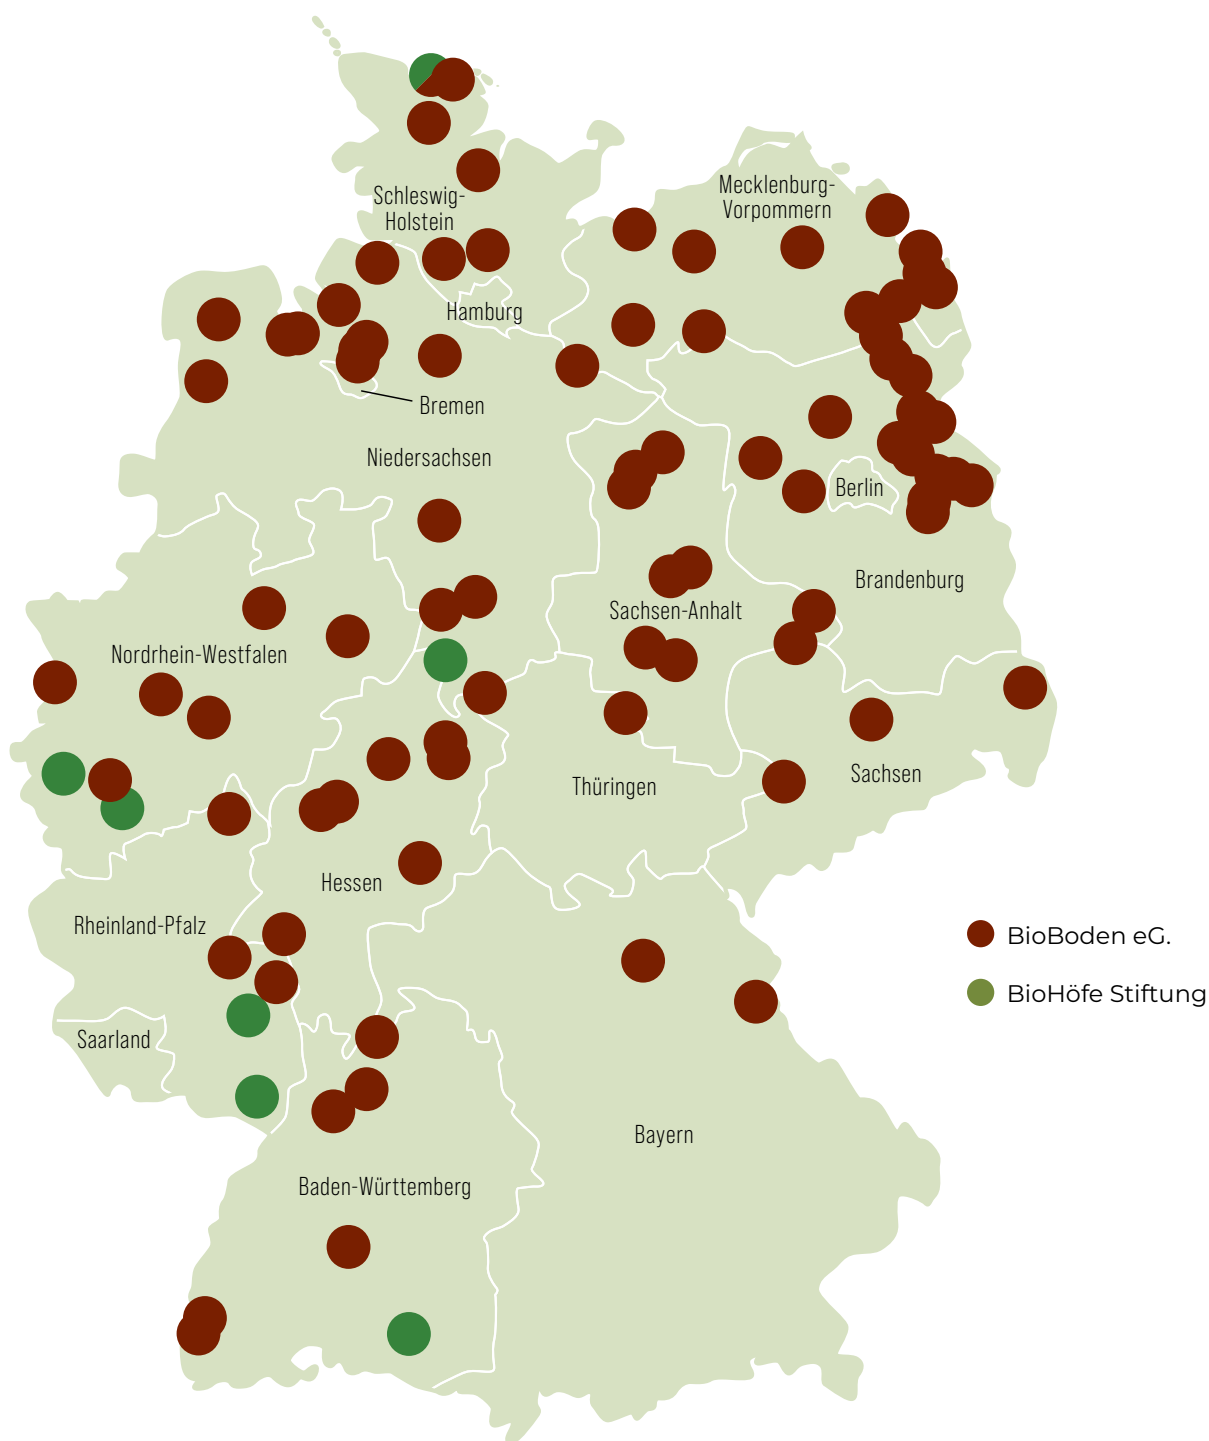 Schleswig-
Holstein
Mecklenburg-
Vorpommern
Hamburg
Bremen
Niedersachsen
Berlin
Brandenburg
Sachsen-Anhalt
Nordrhein-Westfalen
Sachsen
Thüringen
Hessen
Rheinland-Pfalz
BioBoden eG.
BioHöfe Stiftung
Saarland
Bayern
Baden-Württemberg